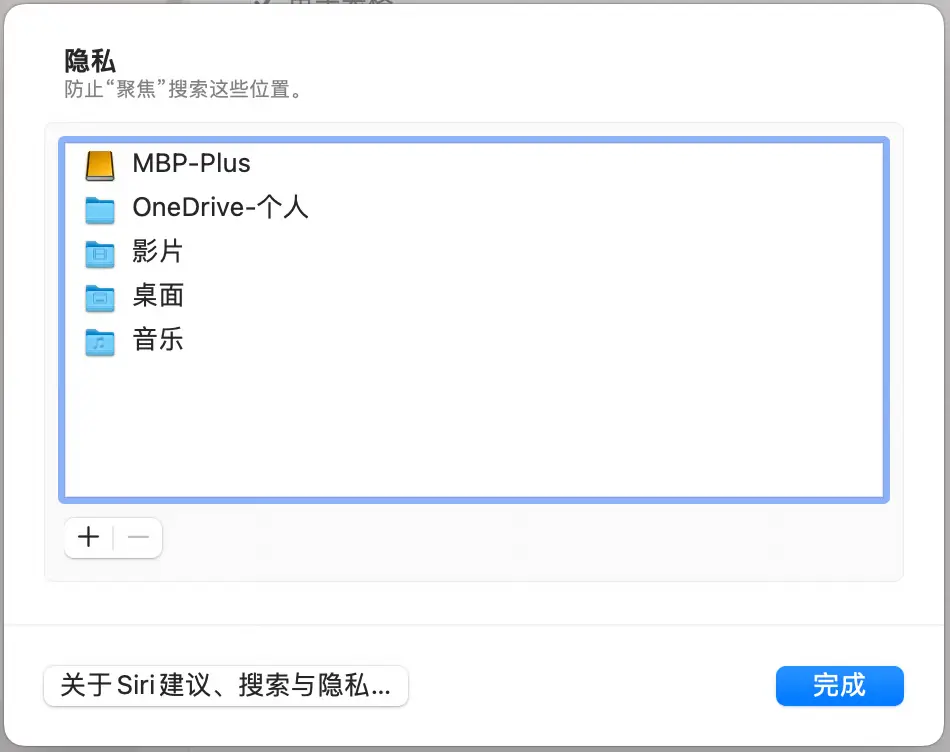 隐私
防止“聚焦”搜索这些位置。
MBP-Plus
OneDrive-个人
影片
桌面
音乐
关于 Siri 建议、搜索与隐私...
完成